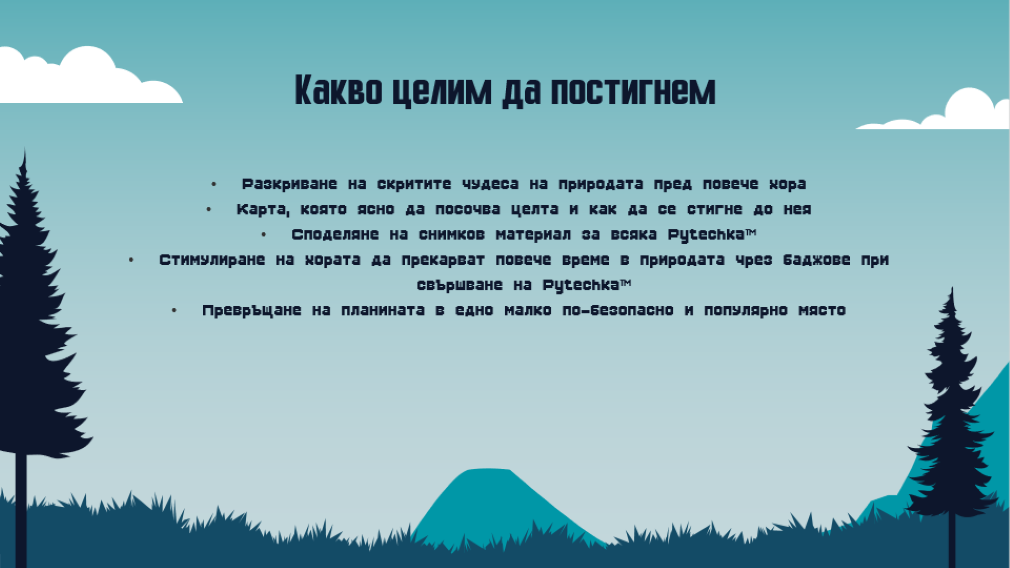 Какво целим да постигнем
• Разкриване на скритите чудеса на природата пред повече хора
• Карта, която ясно да посочва целта и как да се стигне до нея
• Споделяне на снимков материал за всяка Pytechka™
• Стимулиране на хората да прекарват повече време в природата чрез баджове при
свършване на Pytechka™
• Превръщане на планината в едно малко по-безопасно и популярно място